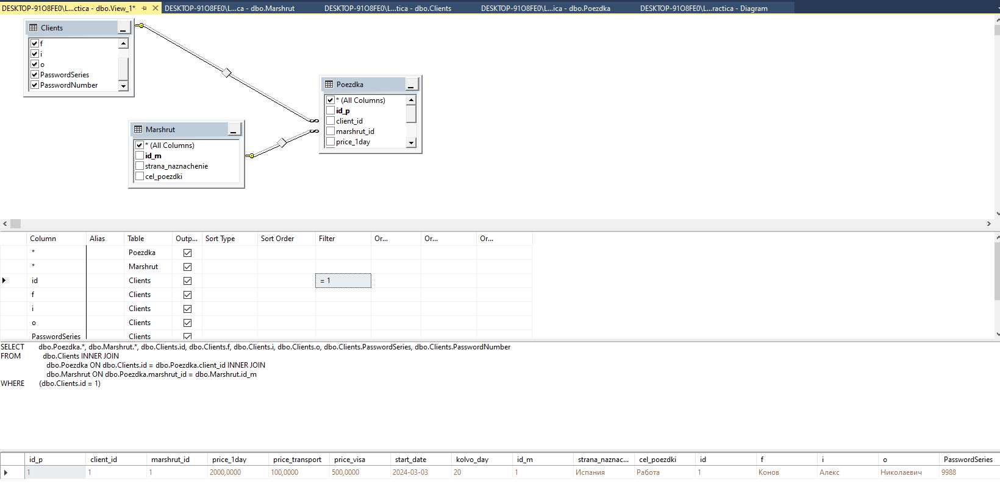 DESKTOP-91O8FE0\L...ctica - dbo.View_1* DESKTOP-91O8FE0\L...ca - dbo.Marshrut DESKTOP-91O8FE0\L...tica - dbo.Clients DESKTOP-91O8FE0\L...ica - dbo.Poezdka DESKTOP-91O8FE0\L...ractica - Diagram
Clients
f
i
o
PasswordSeries
PasswordNumber
Poezdka
* (All Columns)
id_p
client_id
marshrut_id
price_1day
Marshrut
* (All Columns)
id_m
strana_naznachenie
cel_poezdki
Column Alias Table Outp... Sort Type Sort Order Filter Or... Or... Or...
* Poezdka
* Marshrut
id Clients = 1
f Clients
i Clients
o Clients
PasswordSeries Clients
SELECT dbo.Poezdka.*, dbo.Marshrut.*, dbo.Clients.id, dbo.Clients.f, dbo.Clients.i, dbo.Clients.o, dbo.Clients.PasswordSeries, dbo.Clients.PasswordNumber
FROM dbo.Clients INNER JOIN
dbo.Poezdka ON dbo.Clients.id = dbo.Poezdka.client_id INNER JOIN
dbo.Marshrut ON dbo.Poezdka.marshrut_id = dbo.Marshrut.id_m
WHERE (dbo.Clients.id = 1)
id_p client_id marshrut_id price_1day price_transport price_visa start_date kolvo_day id_m strana_naznac... cel_poezdki id f i o PasswordSeries
1 1 1 2000,0000 100,0000 500,0000 2024-03-03 20 1 Испания Работа 1 Конов Алекс Николаевич 9988